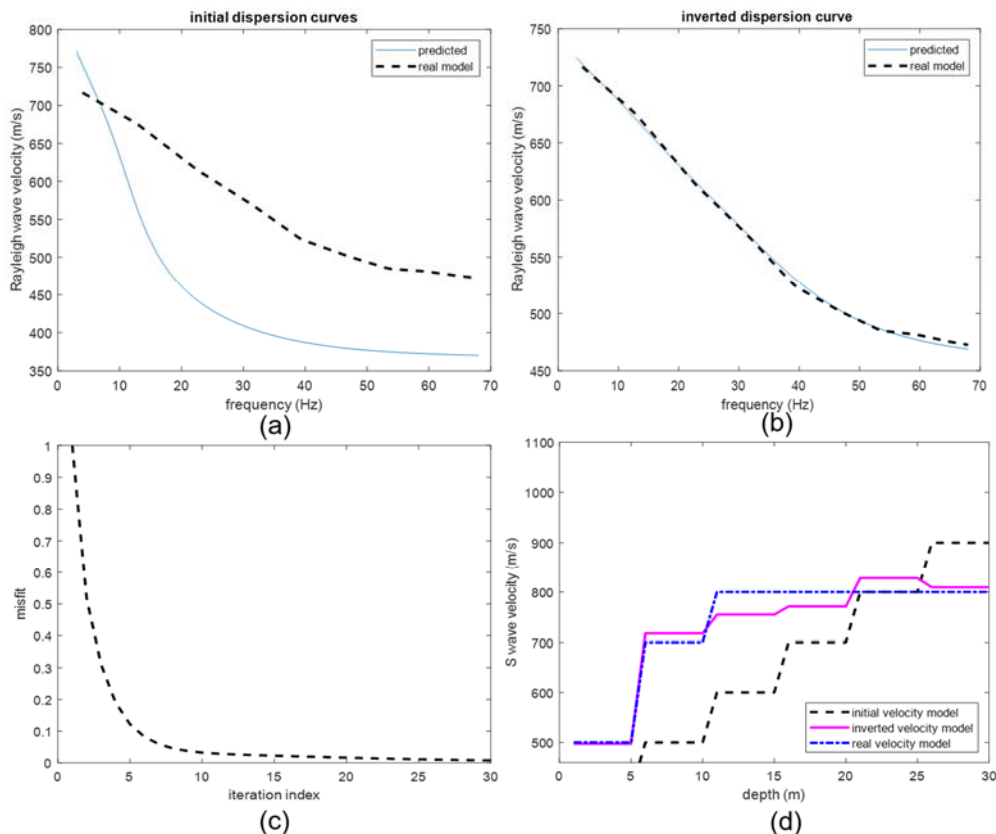 initial dispersion curves
800
750
700
650
600
550
500
450
400
350
0 10 20 30 40 50 60 70
Rayleigh wave velocity (m/s)
frequency (Hz)
predicted
real model
(a)
inverted dispersion curve
750
700
650
600
550
500
450
0 10 20 30 40 50 60 70
Rayleigh wave velocity (m/s)
frequency (Hz)
predicted
real model
(b)
1
0.9
0.8
0.7
0.6
0.5
0.4
0.3
0.2
0.1
0
0 5 10 15 20 25 30
misfit
iteration index
(c)
1100
1000
900
800
700
600
500
0 5 10 15 20 25 30
S wave velocity (m/s)
depth (m)
initial velocity model
inverted velocity model
real velocity model
(d)